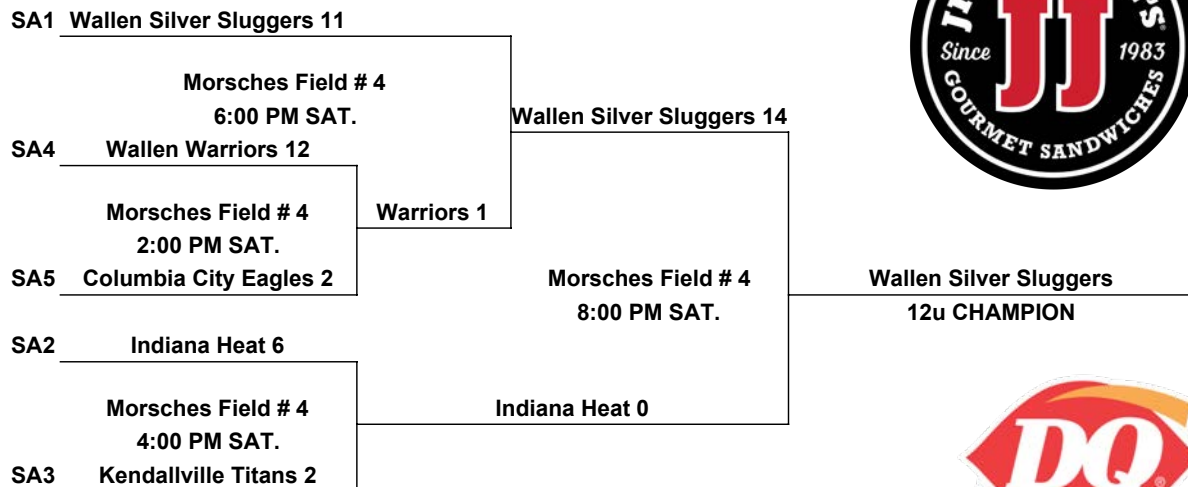 SA1 Wallen Silver Sluggers 11
Since JJ 1983
GOURMET SANDWICHES
Morsches Field # 4
6:00 PM SAT.
Wallen Silver Sluggers 14
SA4 Wallen Warriors 12
Morsches Field # 4
2:00 PM SAT.
Warriors 1
SA5 Columbia City Eagles 2
Morsches Field # 4
8:00 PM SAT.
Wallen Silver Sluggers
12u CHAMPION
SA2 Indiana Heat 6
Morsches Field # 4
4:00 PM SAT.
Indiana Heat 0
SA3 Kendallville Titans 2
DQ